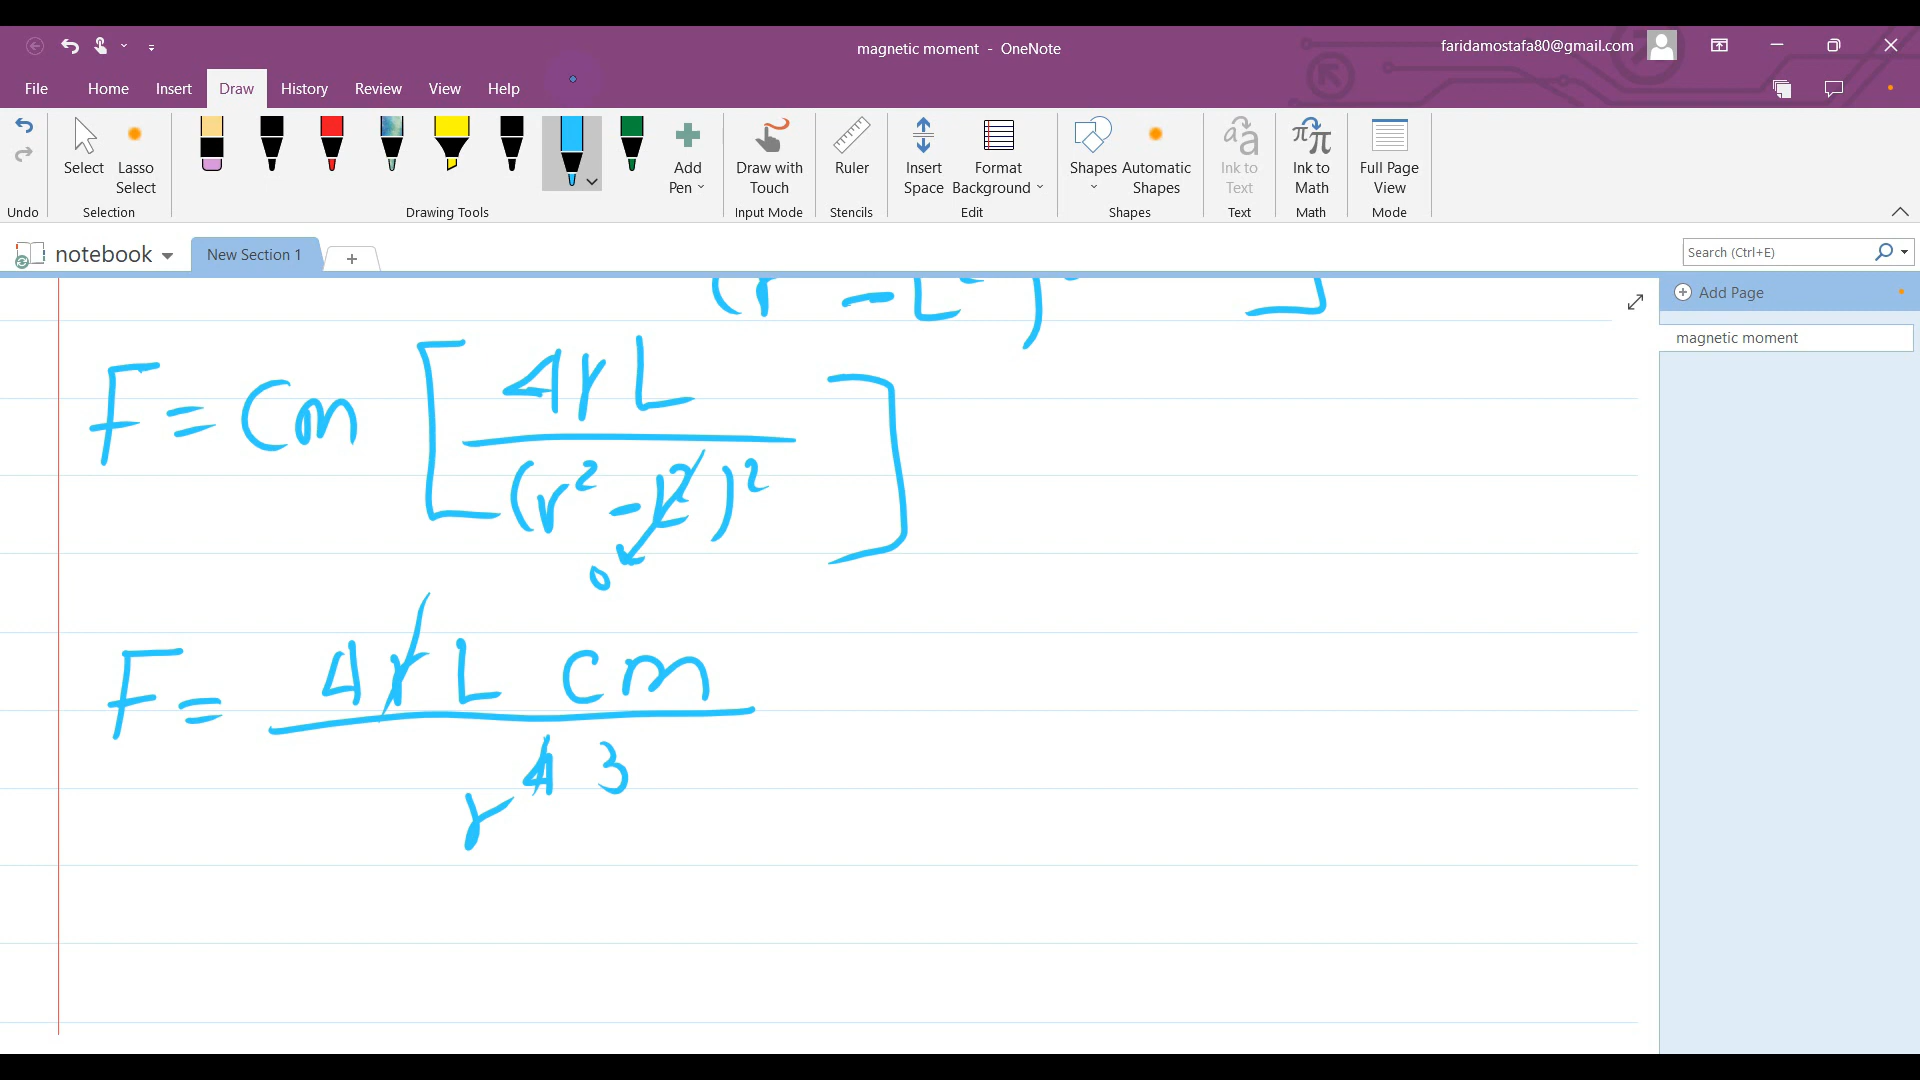 magnetic moment - OneNote
faridamostafa80@gmail.com
File Home Insert Draw History Review View Help
Select
Lasso Select
Add Pen
Draw with Touch
Ruler
Insert Space
Format Background
Shapes
Automatic Shapes
Ink to Text
Ink to Math
Full Page View
Undo Selection Drawing Tools Input Mode Stencils Edit Shapes Text Math Mode
notebook New Section 1 +
Search (Ctrl+E)
Add Page
magnetic moment
F = Cm [ 4rL / (r² - L²)² ]
0
F = 4rL cm / r⁴ 3